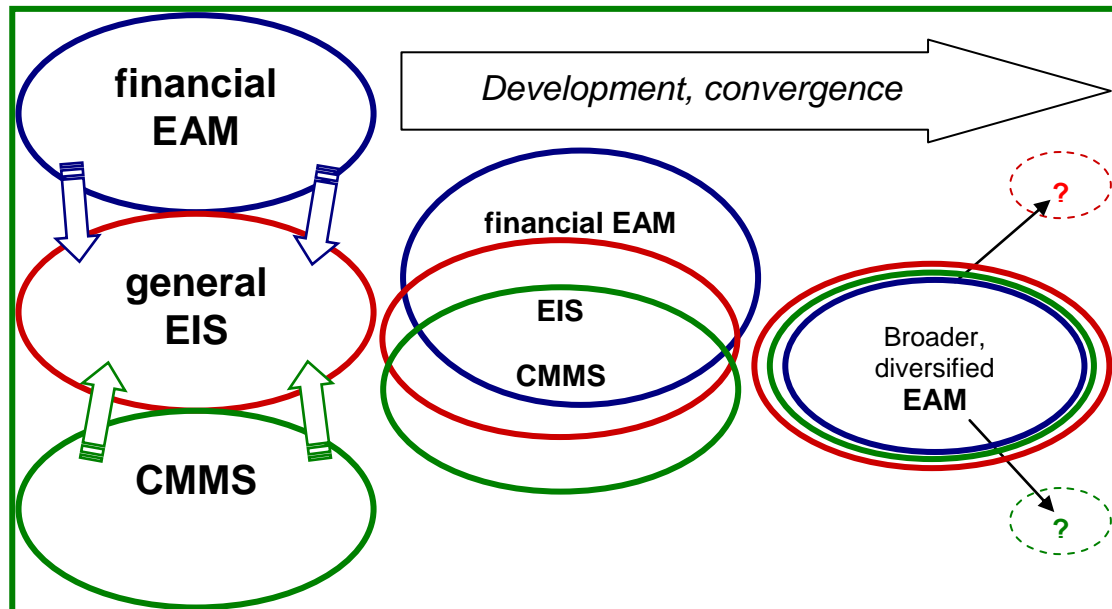 financial
EAM
general
EIS
CMMS
Development, convergence
financial EAM
EIS
CMMS
Broader,
diversified
EAM
?
?